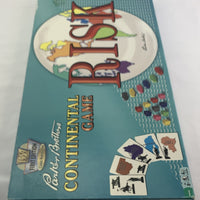 Parker Brothers
CONTINENTAL
GAME
RISK